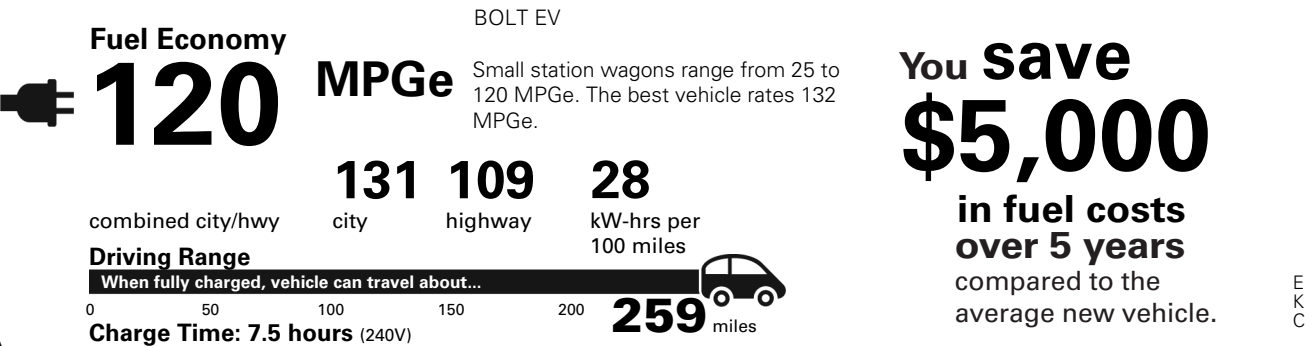 BOLT EV
Fuel Economy
120 MPGe
Small station wagons range from 25 to
120 MPGe. The best vehicle rates 132
MPGe.
131 109 28
combined city/hwy city highway kW-hrs per
100 miles
Driving Range
When fully charged, vehicle can travel about...
0 50 100 150 200 259 miles
Charge Time: 7.5 hours (240V)
You save
$5,000
in fuel costs
over 5 years
compared to the
average new vehicle.
E
K
C